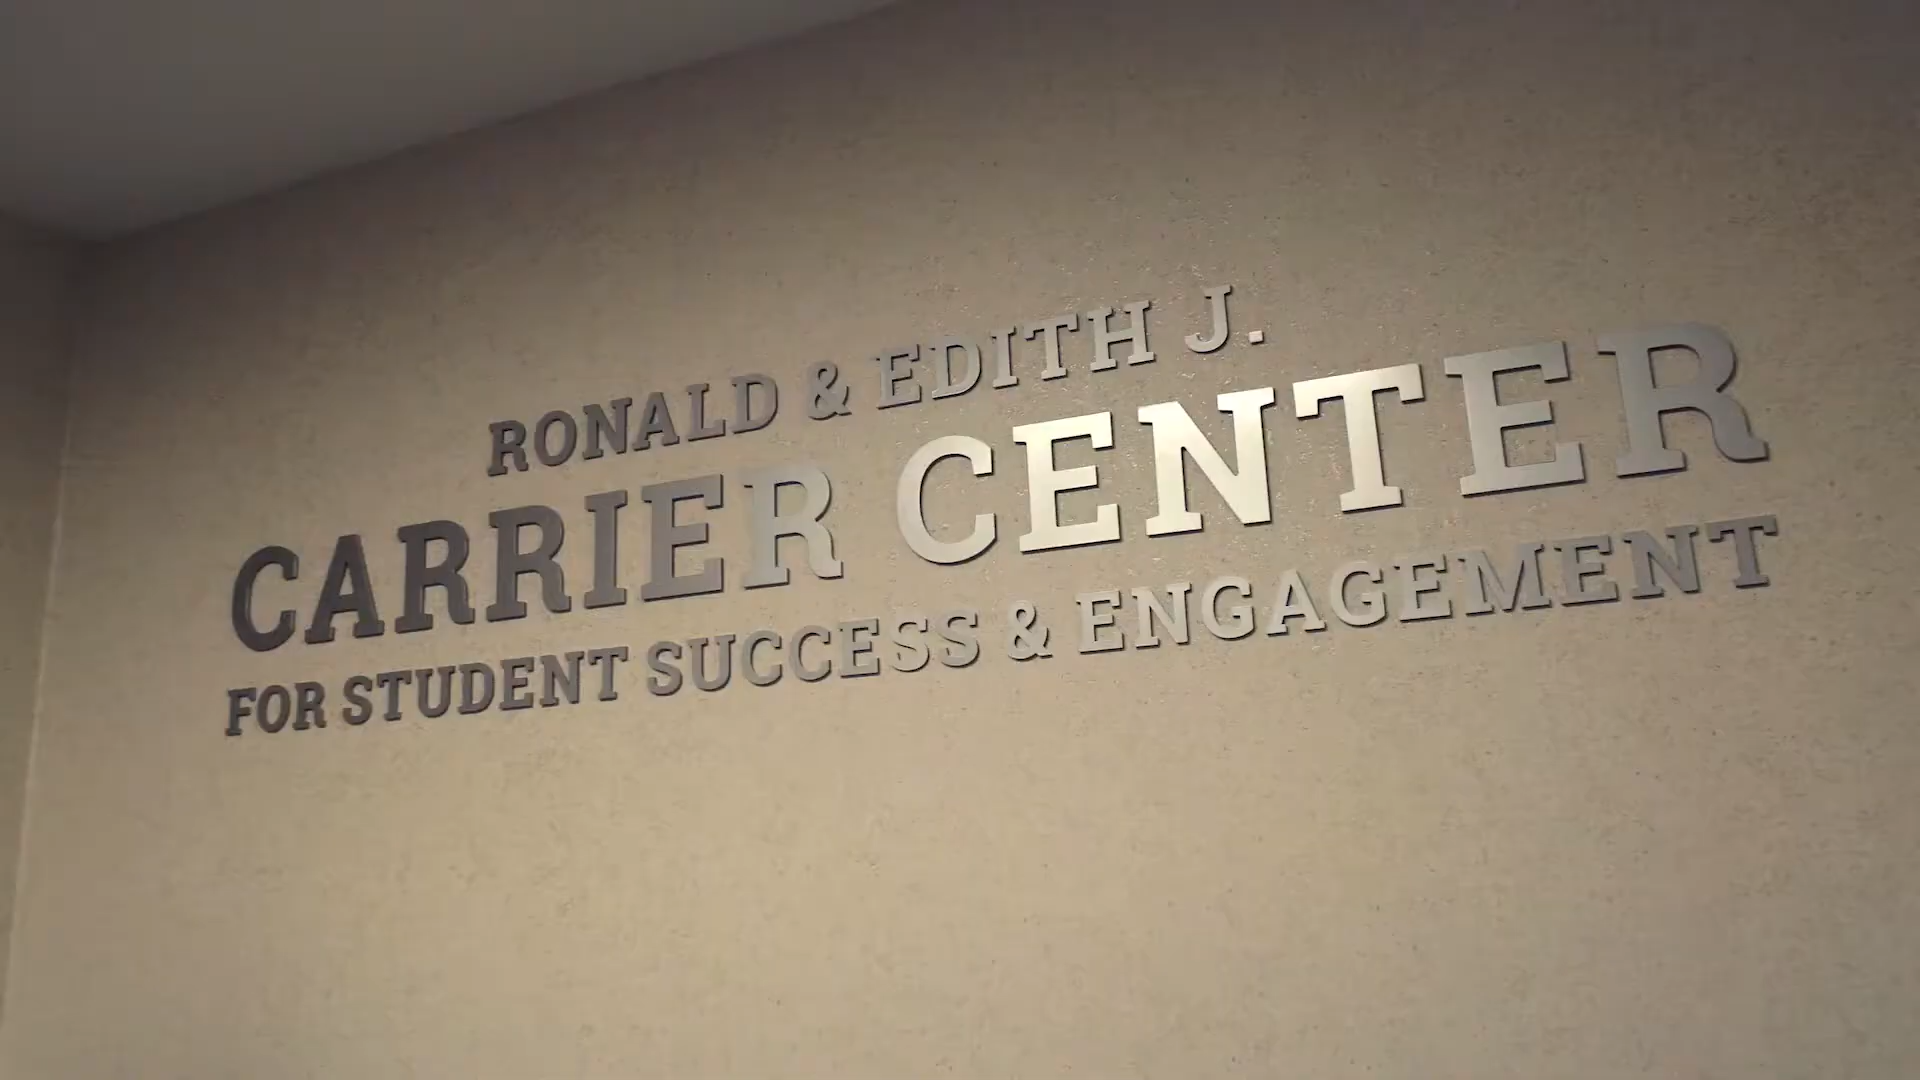 RONALD & EDITH J.
CARRIER CENTER
FOR STUDENT SUCCESS & ENGAGEMENT